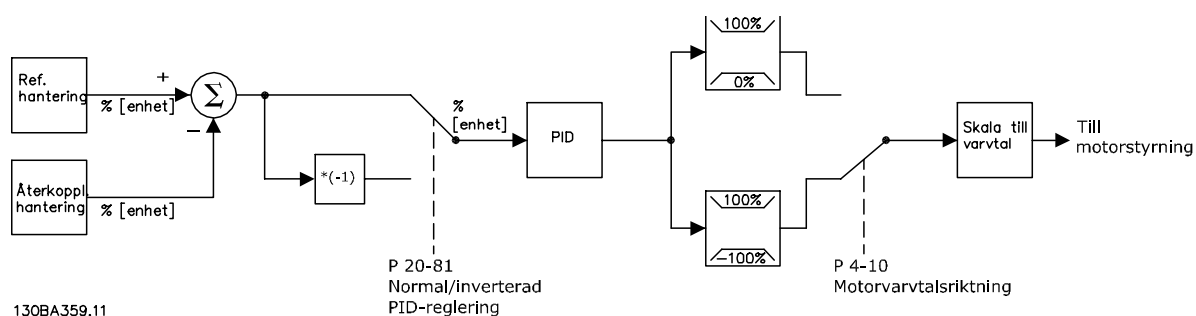 Ref.
hantering
+
% [enhet]
Σ
−
Återkoppl.
hantering
% [enhet]
*(-1)
%
[enhet]
PID
100%
0%
100%
−100%
Skala till
varvtal
Till
motorstyrning
P 20-81
Normal/inverterad
PID-reglering
P 4-10
Motorvarvtalsriktning
130BA359.11